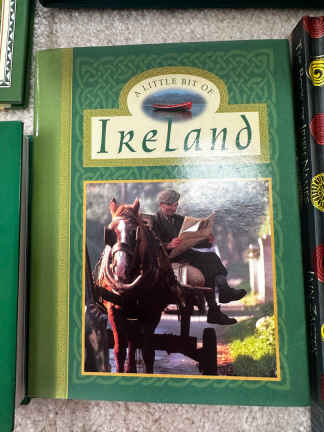 A LITTLE BIT OF
IRELAND